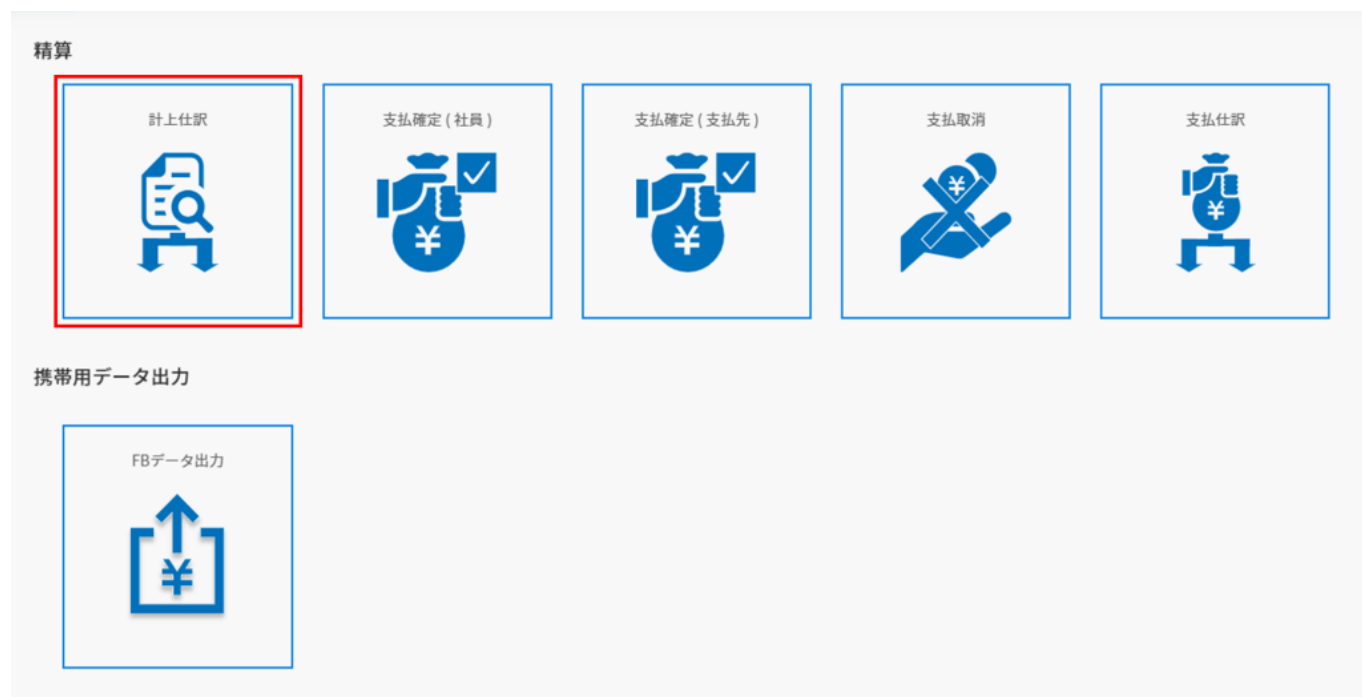 精算
計上仕訳
支払確定 ( 社員 )
支払確定 ( 支払先 )
支払取消
支払仕訳
¥
¥
¥
¥
携帯用データ出力
FBデータ出力
¥